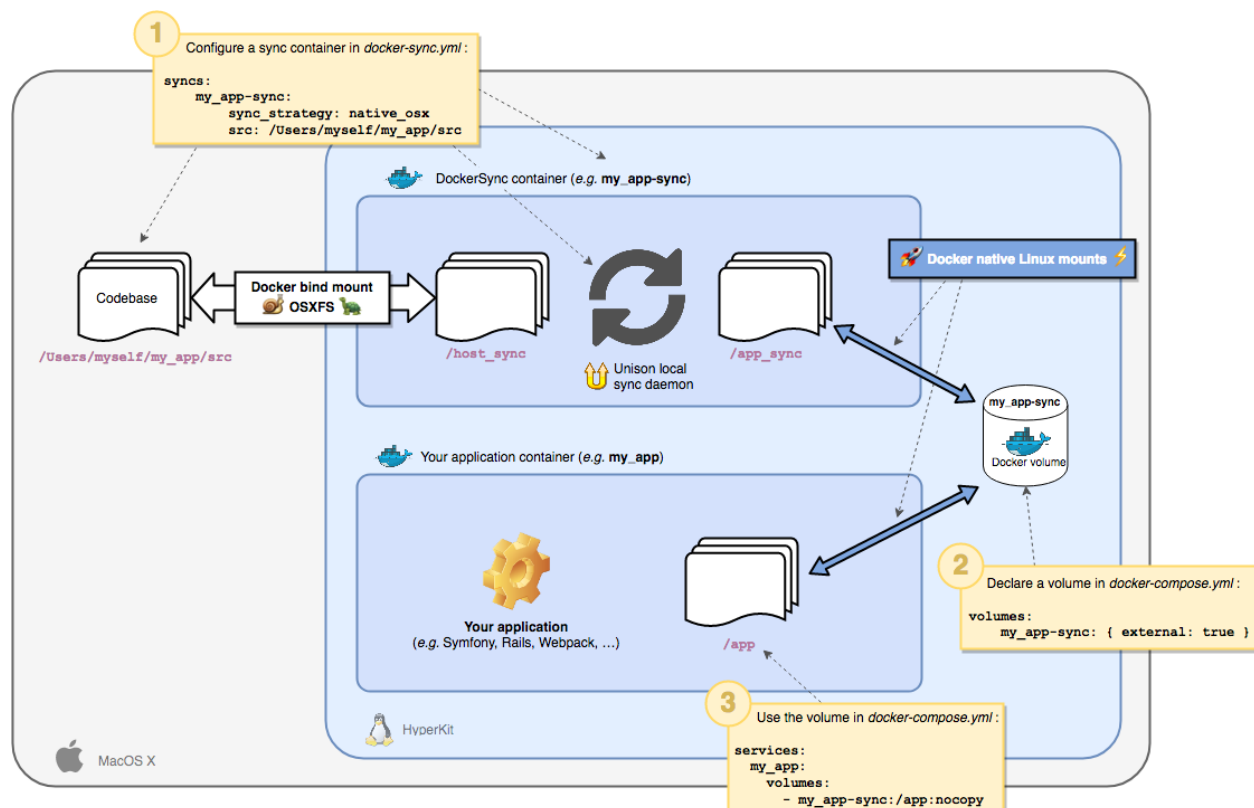 1
Configure a sync container in docker-sync.yml :
syncs:
my_app-sync:
sync_strategy: native_osx
src: /Users/myself/my_app/src
DockerSync container (e.g. my_app-sync)
Docker native Linux mounts
Codebase
Docker bind mount
OSXFS
/Users/myself/my_app/src
/host_sync
/app_sync
Unison local
sync daemon
my_app-sync
Docker volume
Your application container (e.g. my_app)
Your application
(e.g. Symfony, Rails, Webpack, …)
/app
2
Declare a volume in docker-compose.yml :
volumes:
my_app-sync: { external: true }
3
Use the volume in docker-compose.yml :
services:
my_app:
volumes:
- my_app-sync:/app:nocopy
HyperKit
MacOS X